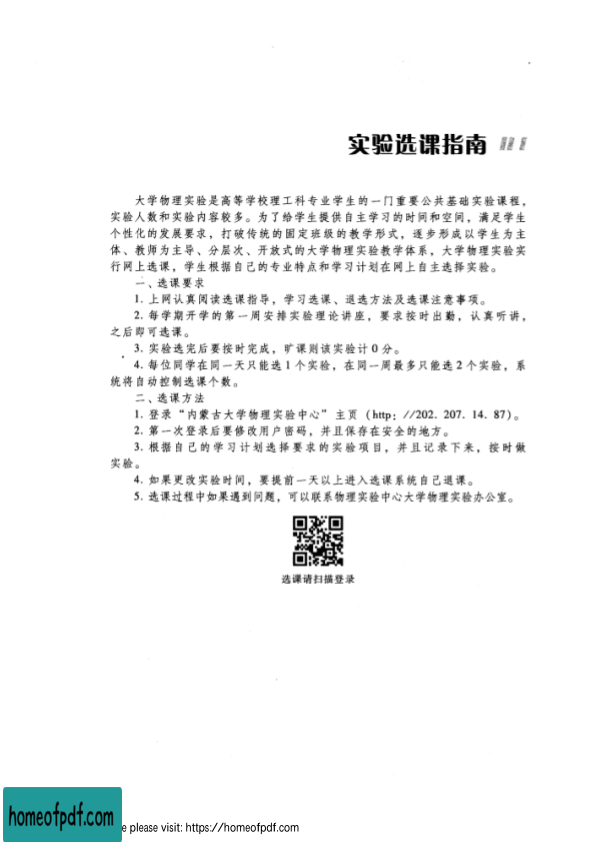 实验选课指南
大学物理实验是高等学校理工科专业学生的一门重要公共基础实验课程，
实验人数和实验内容较多。为了给学生提供自主学习的时间和空间，满足学生
个性化的发展要求，打破传统的固定班级的教学形式，逐步形成以学生为主
体、教师为主导、分层次、开放式的大学物理实验教学体系，大学物理实验实
行网上选课，学生根据自己的专业特点和学习计划在网上自主选择实验。
一、选课要求
1. 上网认真阅读选课指导，学习选课、退选方法及选课注意事项。
2. 每学期开学的第一周安排实验理论讲座，要求按时出勤，认真听讲，
之后即可选课。
3. 实验选完后要按时完成，旷课则该实验计0分。
4. 每位同学在同一天只能选1个实验，在同一周最多只能选2个实验，系
统将自动控制选课个数。
二、选课方法
1. 登录“内蒙古大学物理实验中心”主页（http: //202. 207. 14. 87）。
2. 第一次登录后要修改用户密码，并且保存在安全的地方。
3. 根据自己的学习计划选择要求的实验项目，并且记录下来，按时做
实验。
4. 如果更改实验时间，要提前一天以上进入选课系统自己退课。
5. 选课过程中如果遇到问题，可以联系物理实验中心大学物理实验办公室。
选课请扫描登录
homeofpdf.com
please visit: https://homeofpdf.com